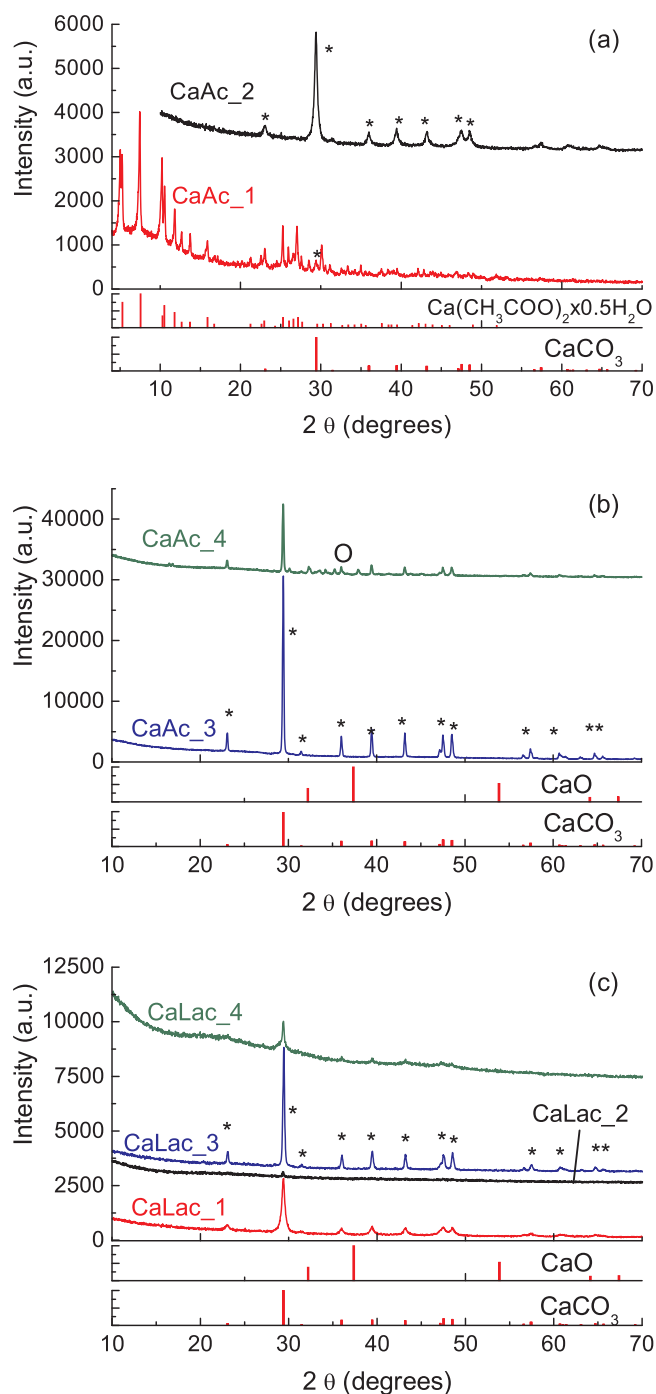 (a)
6000
5000
4000
3000
2000
1000
0
Intensity (a.u.)
CaAc_2
*
* * * * * *
CaAc_1
*
Ca(CH₃COO)₂x0.5H₂O
CaCO₃
10 20 30 40 50 60 70
2 θ (degrees)
(b)
40000
30000
20000
10000
0
Intensity (a.u.)
CaAc_4
O
CaAc_3
*
* * * * * * * * * **
CaO
CaCO₃
10 20 30 40 50 60 70
2 θ (degrees)
(c)
12500
10000
7500
5000
2500
0
Intensity (a.u.)
CaLac_4
CaLac_2
CaLac_3
* * * * * * * * * * **
CaLac_1
CaO
CaCO₃
10 20 30 40 50 60 70
2 θ (degrees)